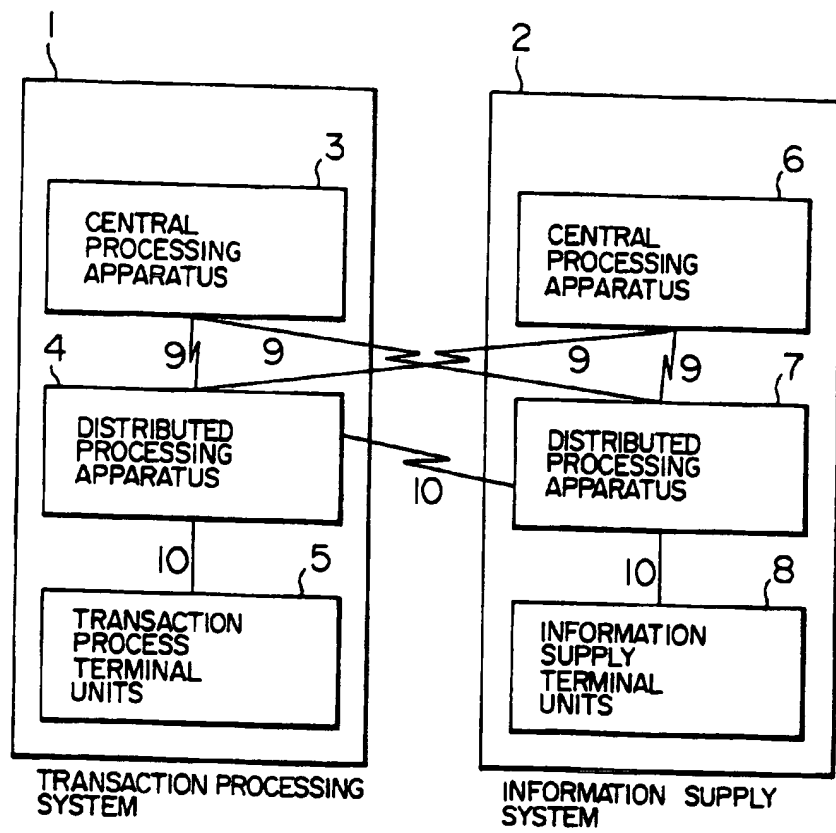 1
2
3
CENTRAL
PROCESSING
APPARATUS
6
CENTRAL
PROCESSING
APPARATUS
4
9
9
9
9
7
DISTRIBUTED
PROCESSING
APPARATUS
DISTRIBUTED
PROCESSING
APPARATUS
10
10
5
TRANSACTION
PROCESS
TERMINAL
UNITS
10
8
INFORMATION
SUPPLY
TERMINAL
UNITS
TRANSACTION PROCESSING
SYSTEM
INFORMATION SUPPLY
SYSTEM